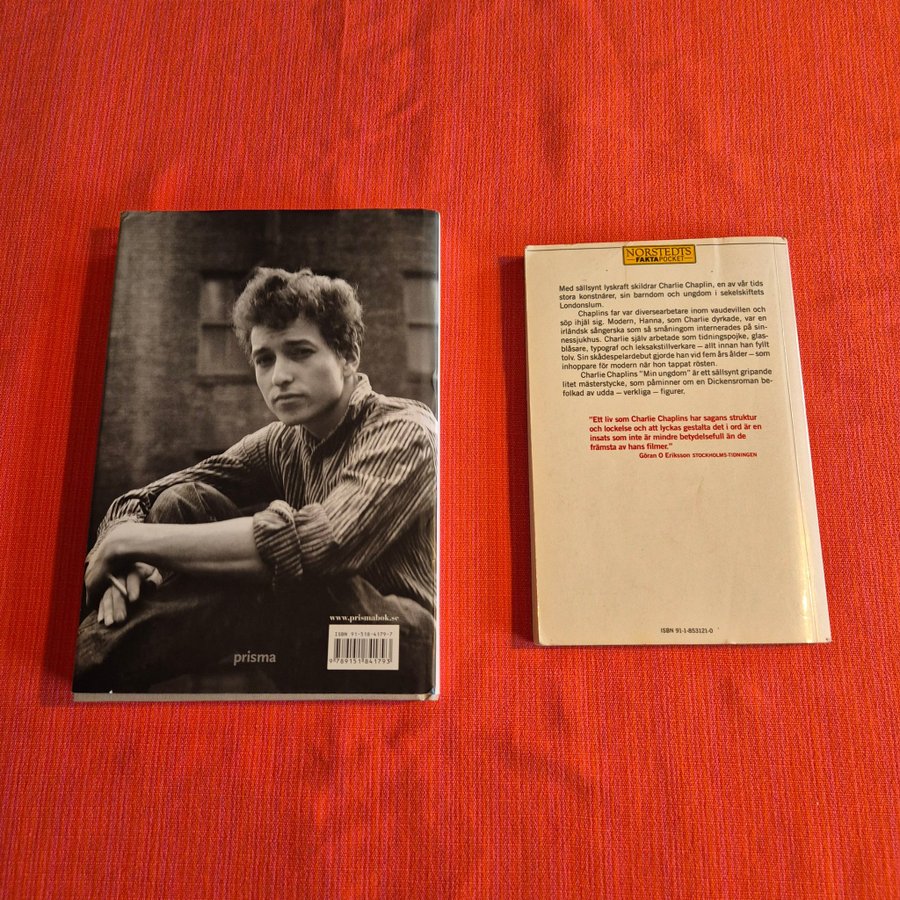 www.prismabok.se
ISBN 91-518-4179-7
9 789151 841793
prisma
NORSTEDTS
FAKTAPOCKET
Med sällsynt lyskraft skildrar Charlie Chaplin, en av vår tids
stora konstnärer, sin barndom och ungdom i sekelskiftets
Londonslum.
Chaplins far var diversearbetare inom vaudevillen och
söp ihjäl sig. Modern, Hanna, som Charlie dyrkade, var en
irländsk sångerska som så småningom internerades på sin-
nessjukhus. Charlie själv arbetade som tidningspojke, glas-
blåsare, typograf och leksakstillverkare – allt innan han fyllt
tolv. Sin skådespelardebut gjorde han vid fem års ålder – som
inhoppare för modern när hon tappat rösten.
Charlie Chaplins "Min ungdom" är ett sällsynt gripande
litet mästerstycke, som påminner om en Dickensroman be-
folkad av udda – verkliga – figurer,
"Ett liv som Charlie Chaplins har sagans struktur
och lockelse och att lyckas gestalta det i ord är en
insats som inte är mindre betydelsefull än de
främsta av hans filmer."
Göran O Eriksson STOCKHOLMS-TIDNINGEN
ISBN 91-1-853121-0